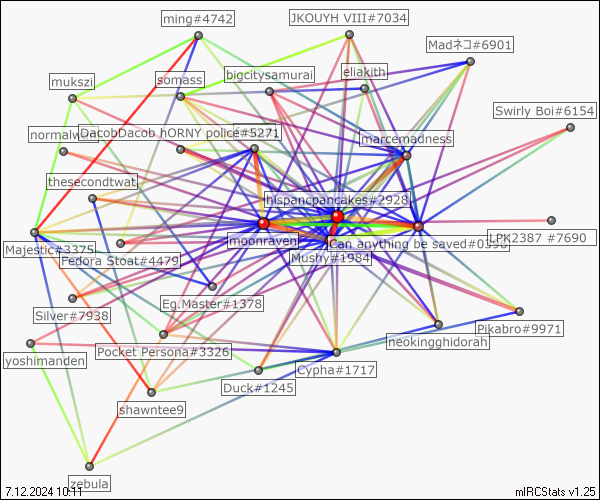 ming#4742
JKOUYH VIII#7034
Madネコ#6901
mukszi
somass
bigcitysamurai
eliakith
Swirly Boi#6154
DacobDacob hORNY police#5271
marcemadness
thesecondtwat
hispancpancakes#2928
Majestic#3375
moonraven
Can anything be saved#0398
LPK2387 #7690
Fedora Stoat#4479
Mushy#1984
Silver#7938
Eg.Master#1378
Pikabro#9971
neokingghidorah
Pocket Persona#3326
yoshimanden
Cypha#1717
Duck#1245
shawntee9
zebula
7.12.2024 10:11
mIRCStats v1.25